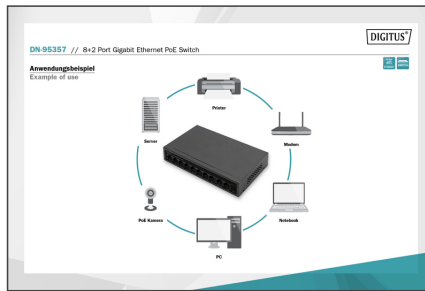 DIGITUS®
DN-95357 // 8+2 Port Gigabit Ethernet PoE Switch
Anwendungsbeispiel
Example of use
Printer
Server
Modem
PoE Kamera
Notebook
PC